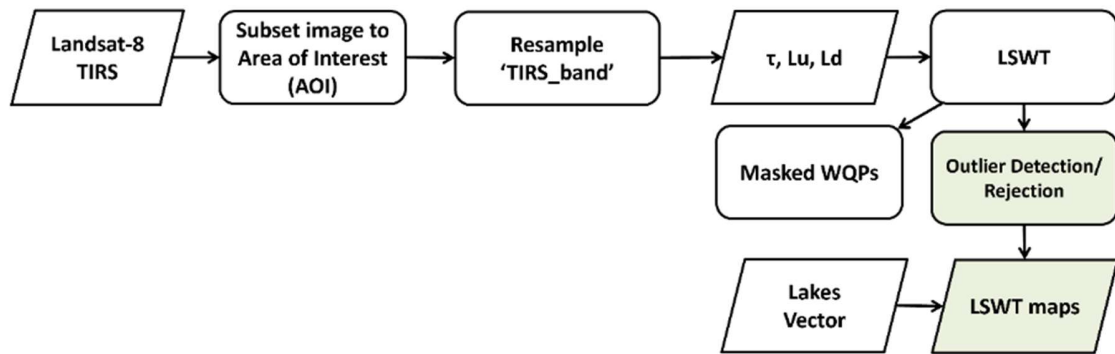 Landsat-8
TIRS
Subset image to
Area of Interest
(AOI)
Resample
‘TIRS_band’
τ, Lu, Ld
LSWT
Masked WQPs
Outlier Detection/
Rejection
Lakes
Vector
LSWT maps